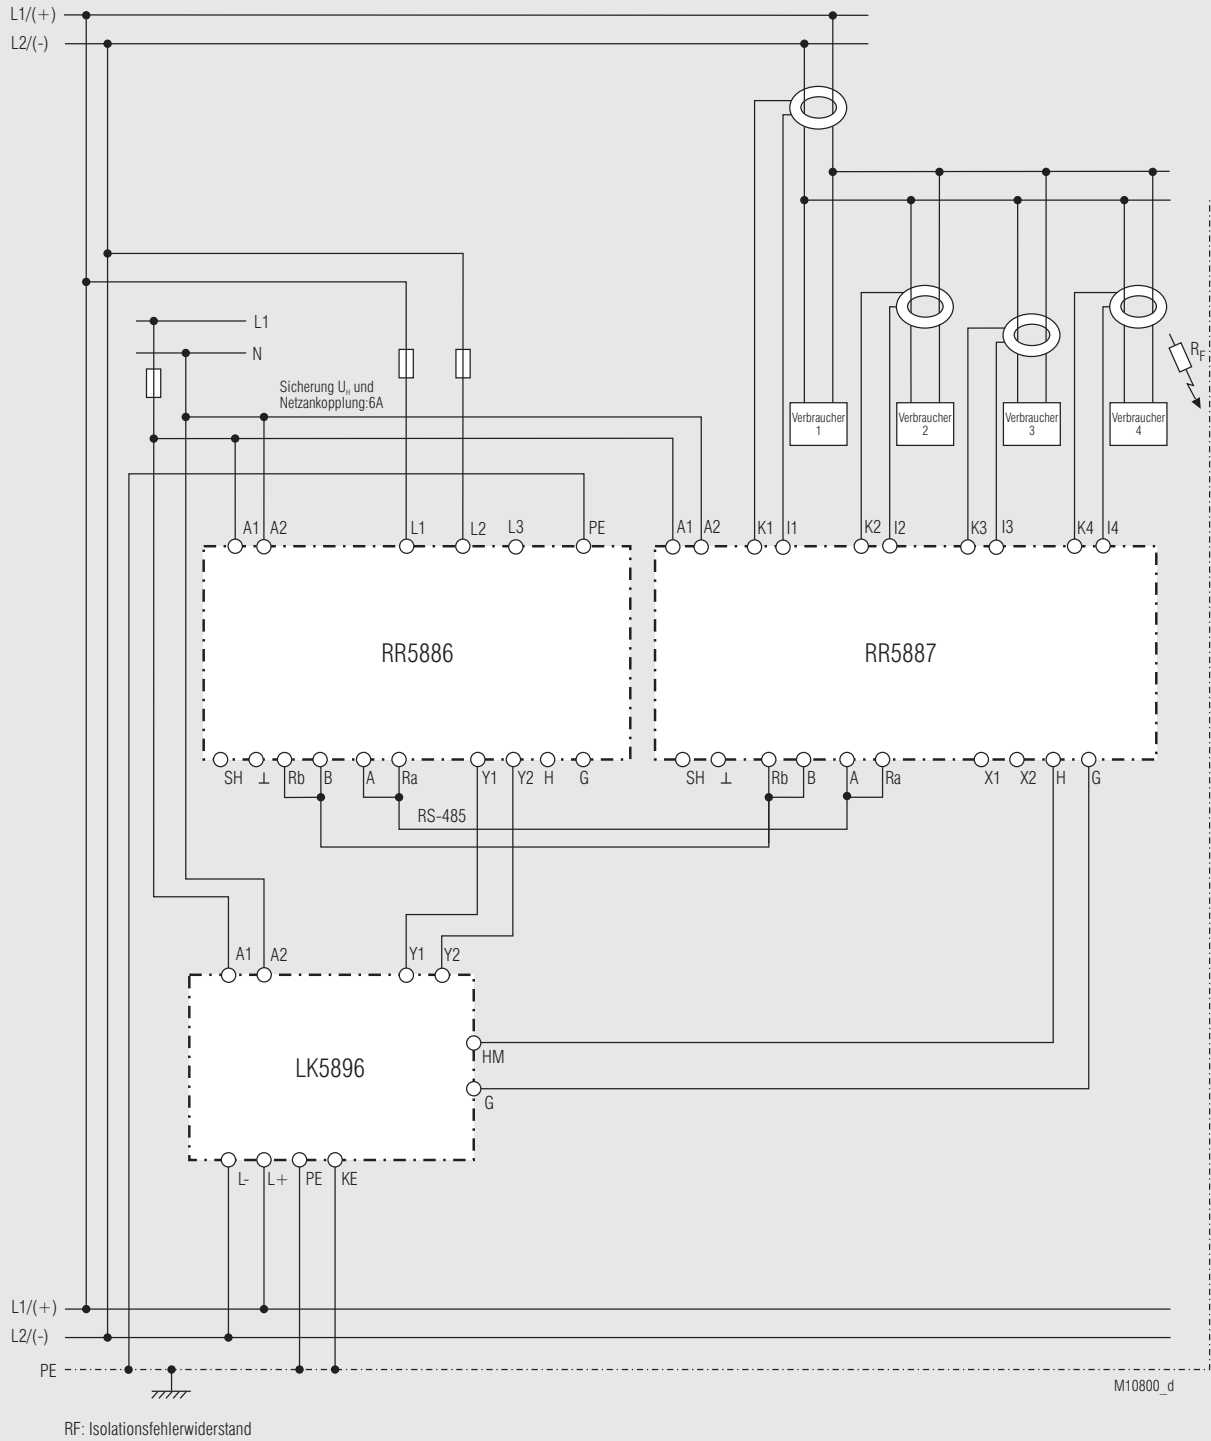 L1/(+)
L2/(-)
L1
N
Sicherung UH und
Netzankopplung:6A
RF
Verbraucher
1
Verbraucher
2
Verbraucher
3
Verbraucher
4
A1 A2 L1 L2 L3 PE A1 A2 K1 I1 K2 I2 K3 I3 K4 I4
RR5886 RR5887
SH ⊥ Rb B A Ra Y1 Y2 H G SH ⊥ Rb B A Ra X1 X2 H G
RS-485
A1 A2 Y1 Y2
HM
LK5896
G
L- L+ PE KE
L1/(+)
L2/(-)
PE
M10800_d
RF: Isolationsfehlerwiderstand